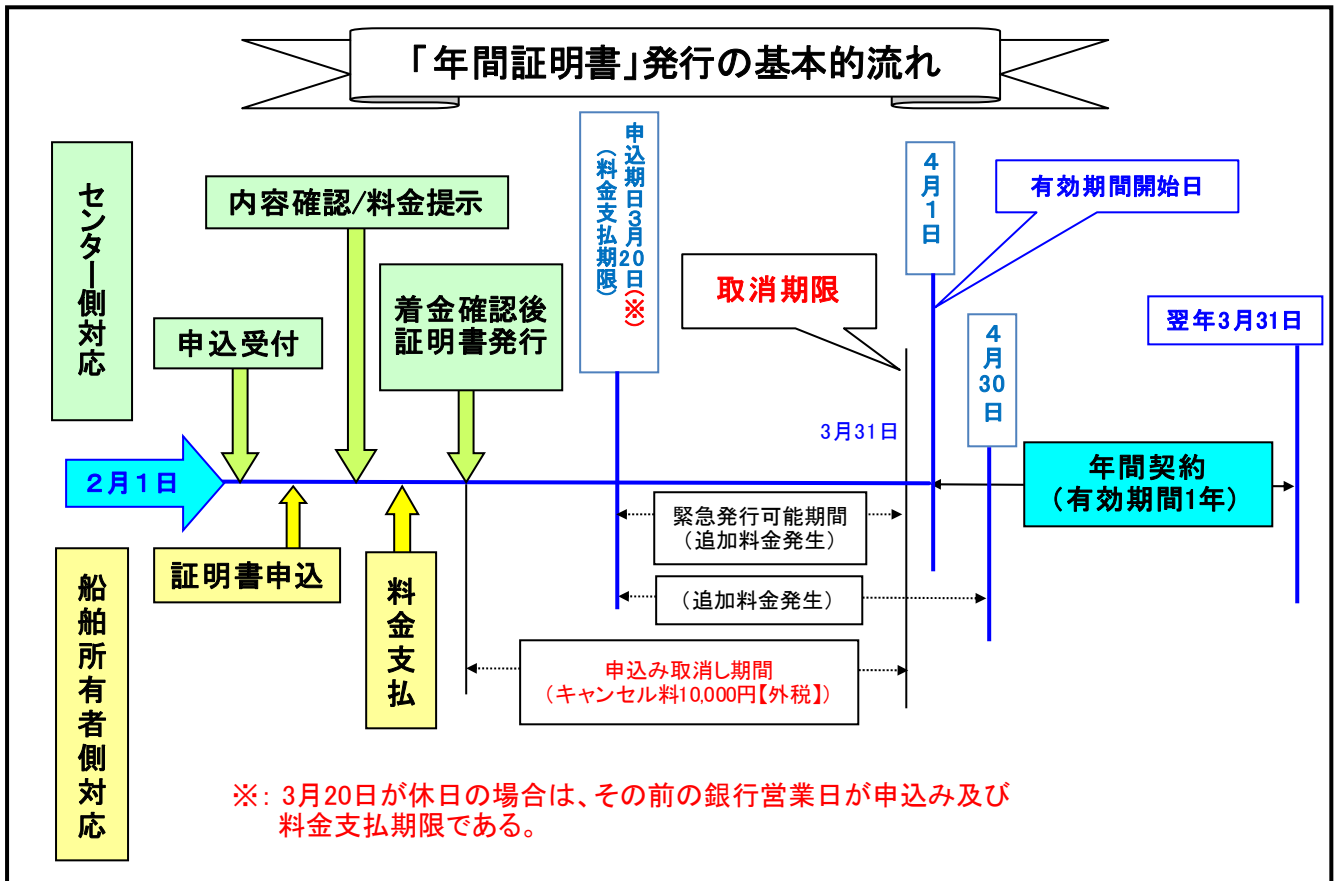 「年間証明書」発行の基本的流れ
センター側対応
申込受付
内容確認/料金提示
着金確認後
証明書発行
申込期日3月20日(※)
(料金支払期限)
取消期限
3月31日
4月1日
有効期間開始日
4月30日
翌年3月31日
2月1日
年間契約
(有効期間1年)
緊急発行可能期間
(追加料金発生)
(追加料金発生)
申込み取消し期間
(キャンセル料10,000円【外税】)
船舶所有者側対応
証明書申込
料金支払
※: 3月20日が休日の場合は、その前の銀行営業日が申込み及び
料金支払期限である。